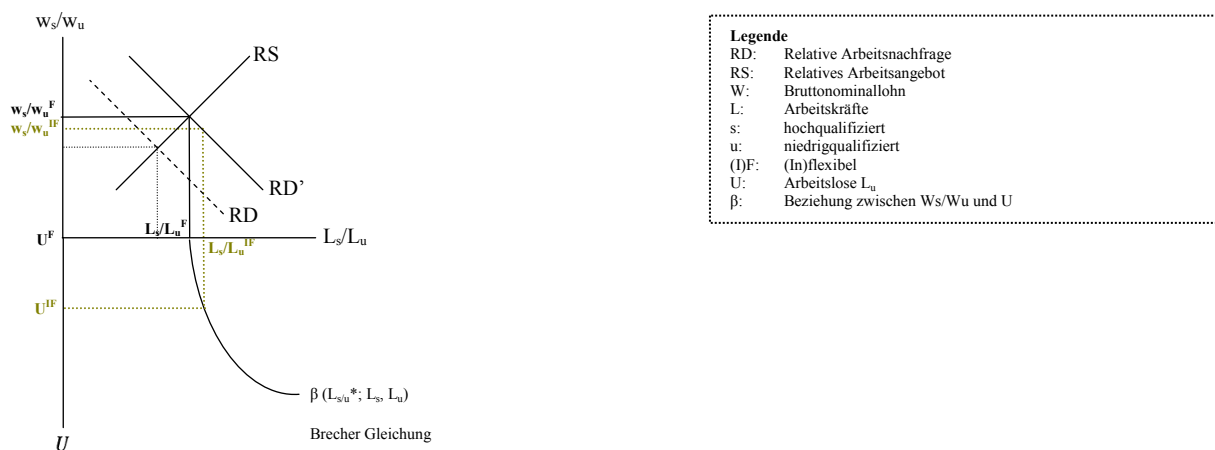 wₛ/wᵤ
RS
wₛ/wᵤF
wₛ/wᵤIF
RD’
RD
Lₛ/LᵤF
UF
Lₛ/Lᵤ
Lₛ/LᵤIF
UIF
β (Lₛ/ᵤ*; Lₛ, Lᵤ)
Brecher Gleichung
U
Legende
RD: Relative Arbeitsnachfrage
RS: Relatives Arbeitsangebot
W: Bruttonominallohn
L: Arbeitskräfte
s: hochqualifiziert
u: niedrigqualifiziert
(I)F: (In)flexibel
U: Arbeitslose Lᵤ
β: Beziehung zwischen Ws/Wu und U